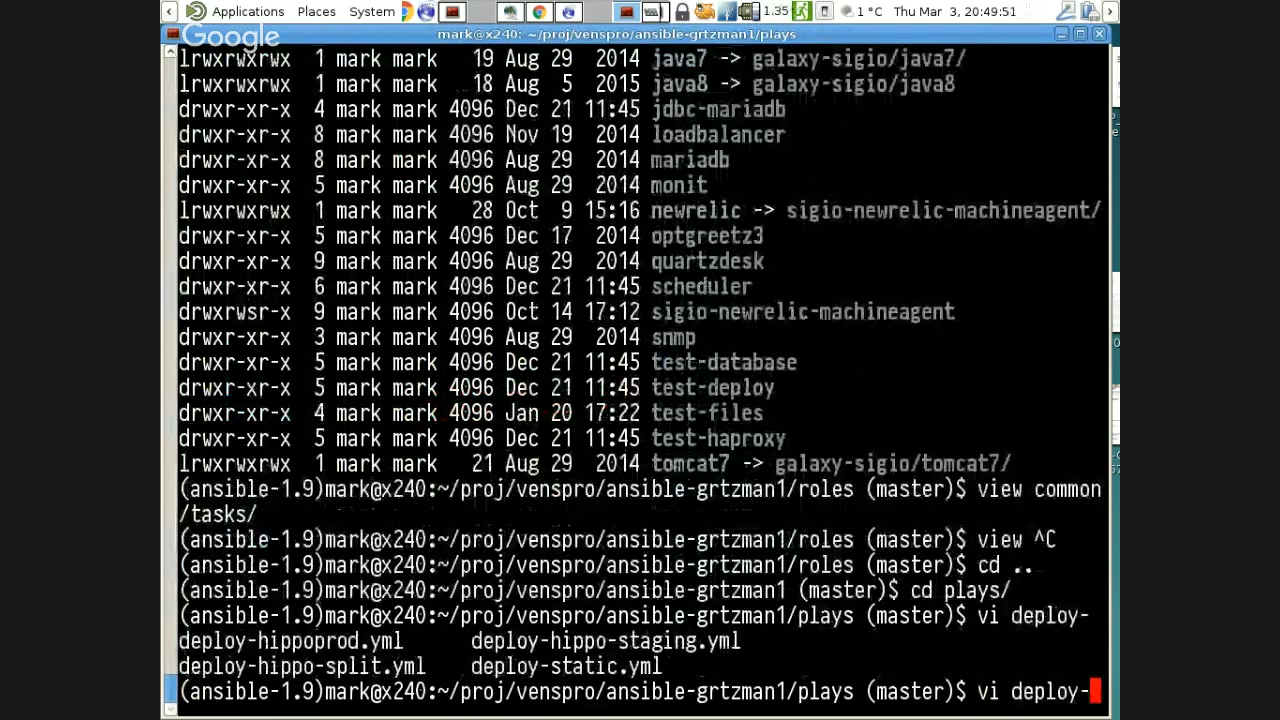 Applications Places System 1.35 1 °C Thu Mar 3, 20:49:51
Google
mark@x240: ~/proj/venspro/ansible-grtzman1/plays
lrwxrwxrwx 1 mark mark 19 Aug 29 2014 java7 -> galaxy-sigio/java7/
lrwxrwxrwx 1 mark mark 18 Aug 5 2015 java8 -> galaxy-sigio/java8
drwxr-xr-x 4 mark mark 4096 Dec 21 11:45 jdbc-mariadb
drwxr-xr-x 8 mark mark 4096 Nov 19 2014 loadbalancer
drwxr-xr-x 8 mark mark 4096 Aug 29 2014 mariadb
drwxr-xr-x 5 mark mark 4096 Aug 29 2014 monit
lrwxrwxrwx 1 mark mark 28 Oct 9 15:16 newrelic -> sigio-newrelic-machineagent/
drwxr-xr-x 5 mark mark 4096 Dec 17 2014 optgreetz3
drwxr-xr-x 9 mark mark 4096 Aug 29 2014 quartzdesk
drwxr-xr-x 6 mark mark 4096 Dec 21 11:45 scheduler
drwxrwsr-x 9 mark mark 4096 Oct 14 17:12 sigio-newrelic-machineagent
drwxr-xr-x 3 mark mark 4096 Aug 29 2014 snmp
drwxr-xr-x 5 mark mark 4096 Dec 21 11:45 test-database
drwxr-xr-x 5 mark mark 4096 Dec 21 11:45 test-deploy
drwxr-xr-x 4 mark mark 4096 Jan 20 17:22 test-files
drwxr-xr-x 5 mark mark 4096 Dec 21 11:45 test-haproxy
lrwxrwxrwx 1 mark mark 21 Aug 29 2014 tomcat7 -> galaxy-sigio/tomcat7/
(ansible-1.9)mark@x240:~/proj/venspro/ansible-grtzman1/roles (master)$ view common
/tasks/
(ansible-1.9)mark@x240:~/proj/venspro/ansible-grtzman1/roles (master)$ view ^C
(ansible-1.9)mark@x240:~/proj/venspro/ansible-grtzman1/roles (master)$ cd ..
(ansible-1.9)mark@x240:~/proj/venspro/ansible-grtzman1 (master)$ cd plays/
(ansible-1.9)mark@x240:~/proj/venspro/ansible-grtzman1/plays (master)$ vi deploy-
deploy-hippoprod.yml deploy-hippo-staging.yml
deploy-hippo-split.yml deploy-static.yml
(ansible-1.9)mark@x240:~/proj/venspro/ansible-grtzman1/plays (master)$ vi deploy-